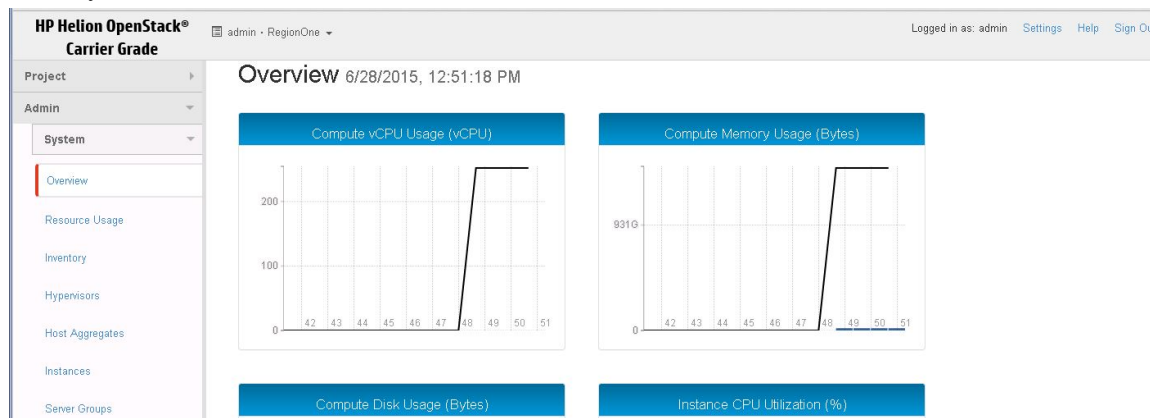 HP Helion OpenStack®
Carrier Grade
admin • RegionOne
Logged in as: admin Settings Help Sign Ou
Project
Admin
System
Overview
Resource Usage
Inventory
Hypervisors
Host Aggregates
Instances
Server Groups
Overview 6/28/2015, 12:51:18 PM
Compute vCPU Usage (vCPU)
200
100
0
42 43 44 45 46 47 48 49 50 51
Compute Memory Usage (Bytes)
931G
0
42 43 44 45 46 47 48 49 50 51
Compute Disk Usage (Bytes)
Instance CPU Utilization (%)